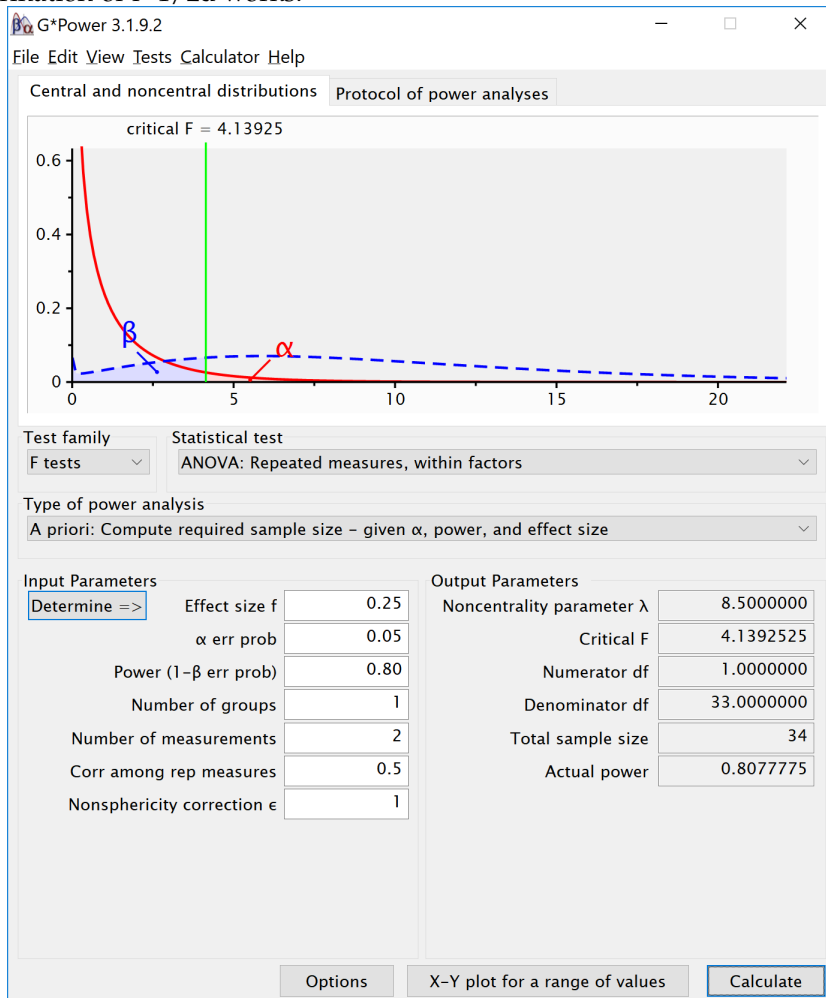 G*Power 3.1.9.2
File Edit View Tests Calculator Help
Central and noncentral distributions
Protocol of power analyses
critical F = 4.13925
0.6
0.4
0.2
0
β
α
0 5 10 15 20
Test family
Statistical test
F tests
ANOVA: Repeated measures, within factors
Type of power analysis
A priori: Compute required sample size – given α, power, and effect size
Input Parameters
Determine =>
Effect size f 0.25
α err prob 0.05
Power (1-β err prob) 0.80
Number of groups 1
Number of measurements 2
Corr among rep measures 0.5
Nonsphericity correction ϵ 1
Output Parameters
Noncentrality parameter λ 8.5000000
Critical F 4.1392525
Numerator df 1.0000000
Denominator df 33.0000000
Total sample size 34
Actual power 0.8077775
Options
X-Y plot for a range of values
Calculate